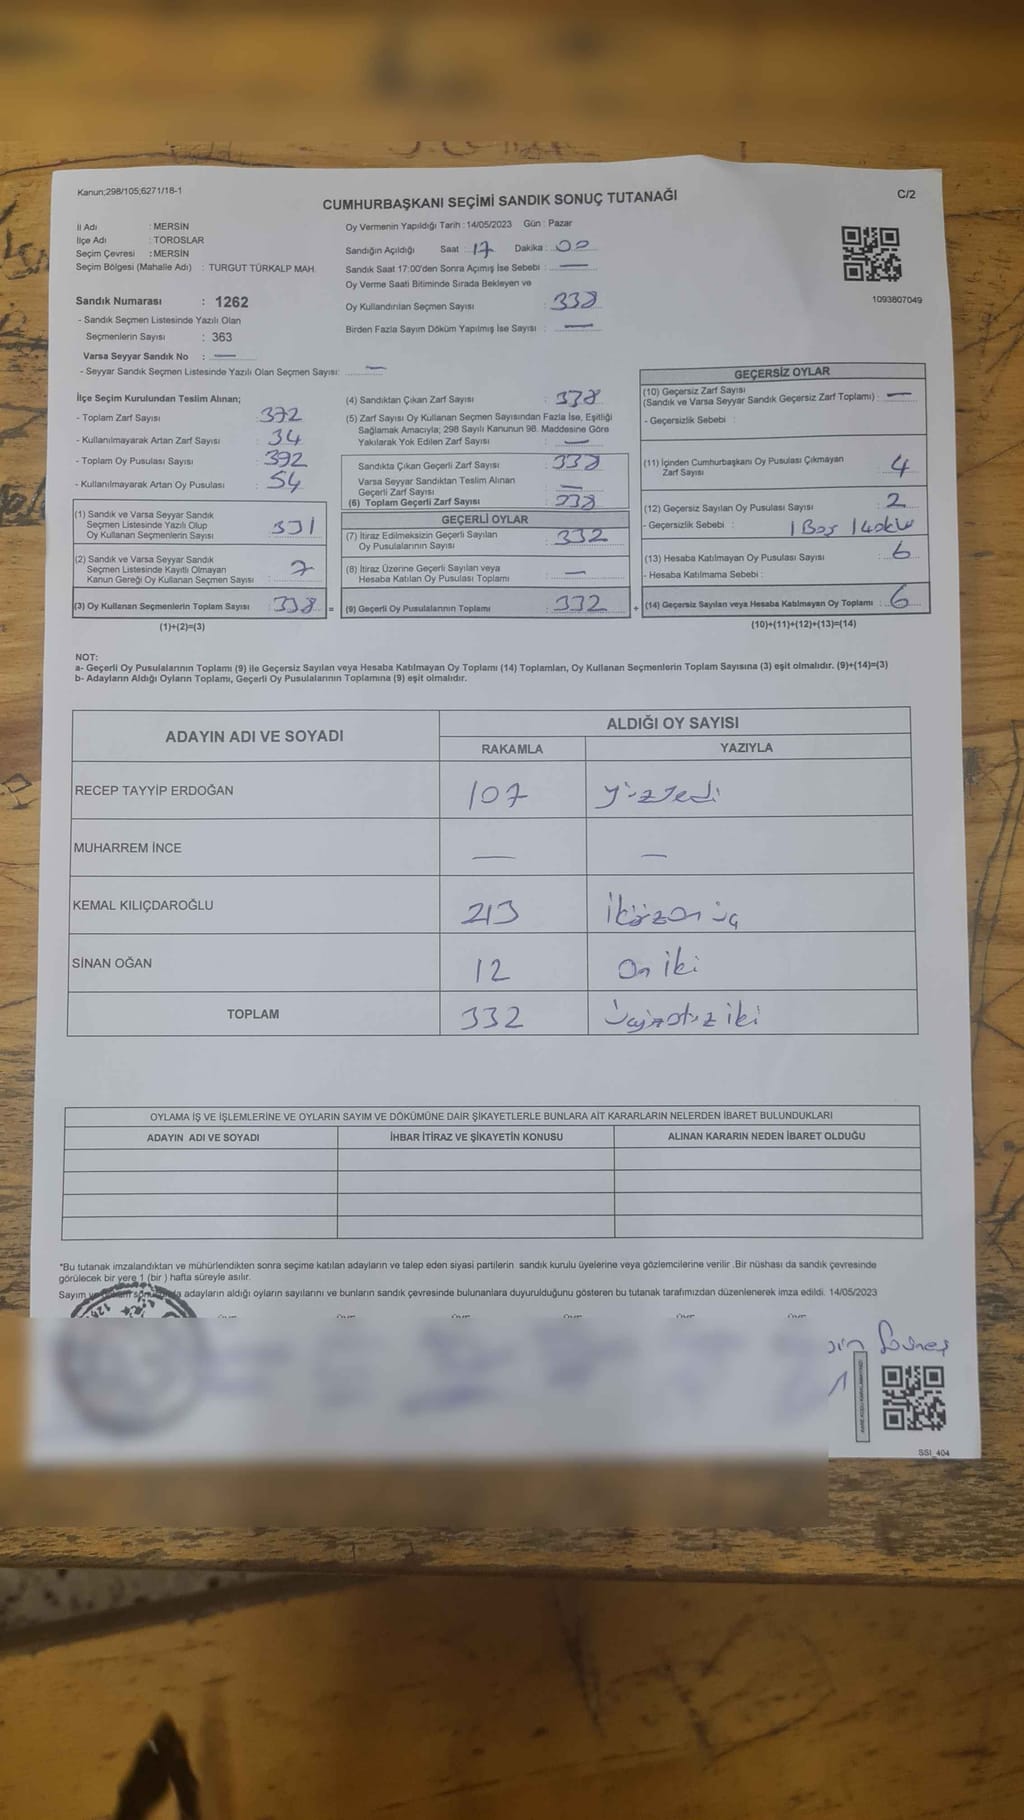 Kanun;298/105;6271/18-1
CUMHURBAŞKANI SEÇİMİ SANDIK SONUÇ TUTANAĞI
C/2
İl Adı : MERSİN
İlçe Adı : TOROSLAR
Seçim Çevresi : MERSİN
Seçim Bölgesi (Mahalle Adı) : TURGUT TÜRKALP MAH.
Sandık Numarası : 1262
- Sandık Seçmen Listesinde Yazılı Olan
Seçmenlerin Sayısı : 363
Varsa Seyyar Sandık No : —
- Seyyar Sandık Seçmen Listesinde Yazılı Olan Seçmen Sayısı: —
Oy Vermenin Yapıldığı Tarih : 14/05/2023 Gün : Pazar
Sandığın Açıldığı Saat : 17 Dakika : 00
Sandık Saat 17:00'den Sonra Açımış İse Sebebi : —
Oy Verme Saati Bitiminde Sırada Bekleyen ve
Oy Kullandırılan Seçmen Sayısı : 338
Birden Fazla Sayım Döküm Yapılmış İse Sayısı : —
1093807049
İlçe Seçim Kurulundan Teslim Alınan;
- Toplam Zarf Sayısı : 372
- Kullanılmayarak Artan Zarf Sayısı : 34
- Toplam Oy Pusulası Sayısı : 392
- Kullanılmayarak Artan Oy Pusulası : 54
(1) Sandık ve Varsa Seyyar Sandık
Seçmen Listesinde Yazılı Olup
Oy Kullanan Seçmenlerin Sayısı : 331
(2) Sandık ve Varsa Seyyar Sandık
Seçmen Listesinde Kayıtlı Olmayan
Kanun Gereği Oy Kullanan Seçmen Sayısı : 7
(3) Oy Kullanan Seçmenlerin Toplam Sayısı : 338 =
(1)+(2)=(3)
(4) Sandıktan Çıkan Zarf Sayısı : 338
(5) Zarf Sayısı Oy Kullanan Seçmen Sayısından Fazla İse, Eşitliği
Sağlamak Amacıyla; 298 Sayılı Kanunun 98. Maddesine Göre
Yakılarak Yok Edilen Zarf Sayısı : —
Sandıkta Çıkan Geçerli Zarf Sayısı : 338
Varsa Seyyar Sandıktan Teslim Alınan
Geçerli Zarf Sayısı : —
(6) Toplam Geçerli Zarf Sayısı : 338
GEÇERLİ OYLAR
(7) İtiraz Edilmeksizin Geçerli Sayılan
Oy Pusulalarının Sayısı : 332
(8) İtiraz Üzerine Geçerli Sayılan veya
Hesaba Katılan Oy Pusulası Toplamı : —
(9) Geçerli Oy Pusulalarının Toplamı : 332 +
GEÇERSİZ OYLAR
(10) Geçersiz Zarf Sayısı
(Sandık ve Varsa Seyyar Sandık Geçersiz Zarf Toplamı) : —
- Geçersizlik Sebebi :
(11) İçinden Cumhurbaşkanı Oy Pusulası Çıkmayan
Zarf Sayısı : 4
(12) Geçersiz Sayılan Oy Pusulası Sayısı : 2
- Geçersizlik Sebebi : 1 Boş 1
(13) Hesaba Katılmayan Oy Pusulası Sayısı : 6
- Hesaba Katılmama Sebebi :
(14) Geçersiz Sayılan veya Hesaba Katılmayan Oy Toplamı : 6
(10)+(11)+(12)+(13)=(14)
NOT:
a- Geçerli Oy Pusulalarının Toplamı (9) ile Geçersiz Sayılan veya Hesaba Katılmayan Oy Toplamı (14) Toplamları, Oy Kullanan Seçmenlerin Toplam Sayısına (3) eşit olmalıdır. (9)+(14)=(3)
b- Adayların Aldığı Oyların Toplamı, Geçerli Oy Pusulalarının Toplamına (9) eşit olmalıdır.
ADAYIN ADI VE SOYADI
ALDIĞI OY SAYISI
RAKAMLA YAZIYLA
RECEP TAYYİP ERDOĞAN 107 yüzyedi
MUHARREM İNCE — —
KEMAL KILIÇDAROĞLU 213 ikiyüzonüç
SİNAN OĞAN 12 On iki
TOPLAM 332 üçyüzotuz iki
OYLAMA İŞ VE İŞLEMLERİNE VE OYLARIN SAYIM VE DÖKÜMÜNE DAİR ŞİKAYETLERLE BUNLARA AİT KARARLARIN NELERDEN İBARET BULUNDUKLARI
ADAYIN ADI VE SOYADI İHBAR İTİRAZ VE ŞİKAYETİN KONUSU ALINAN KARARIN NEDEN İBARET OLDUĞU
"Bu tutanak imzalandıktan ve mühürlendikten sonra seçime katılan adayların ve talep eden siyasi partilerin sandık kurulu üyelerine veya gözlemcilerine verilir .Bir nüshası da sandık çevresinde
görülecek bir yere 1 (bir ) hafta süreyle asılır.
Sayım ve adayların aldığı oyların sayılarını ve bunların sandık çevresinde bulunanlara duyurulduğunu gösteren bu tutanak tarafımızdan düzenlenerek imza edildi. 14/05/2023
SSI_404